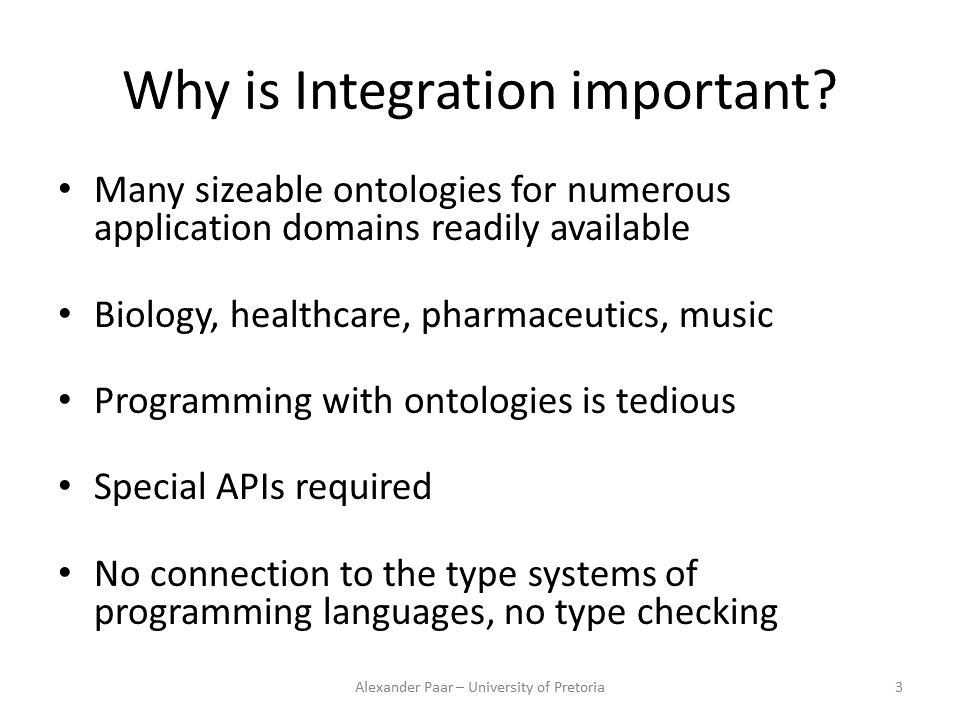 Why is Integration important?
• Many sizeable ontologies for numerous
application domains readily available
• Biology, healthcare, pharmaceutics, music
• Programming with ontologies is tedious
• Special APIs required
• No connection to the type systems of
programming languages, no type checking
Alexander Paar – University of Pretoria
3